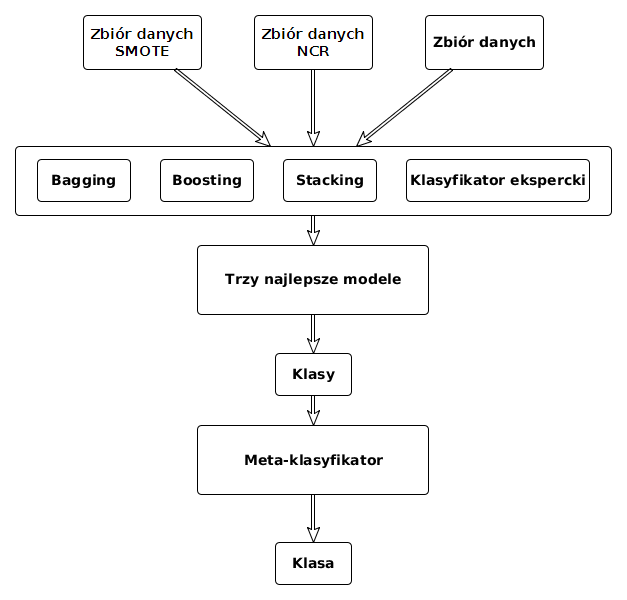 Zbiór danych
SMOTE
Zbiór danych
NCR
Zbiór danych
Bagging
Boosting
Stacking
Klasyfikator ekspercki
Trzy najlepsze modele
Klasy
Meta-klasyfikator
Klasa